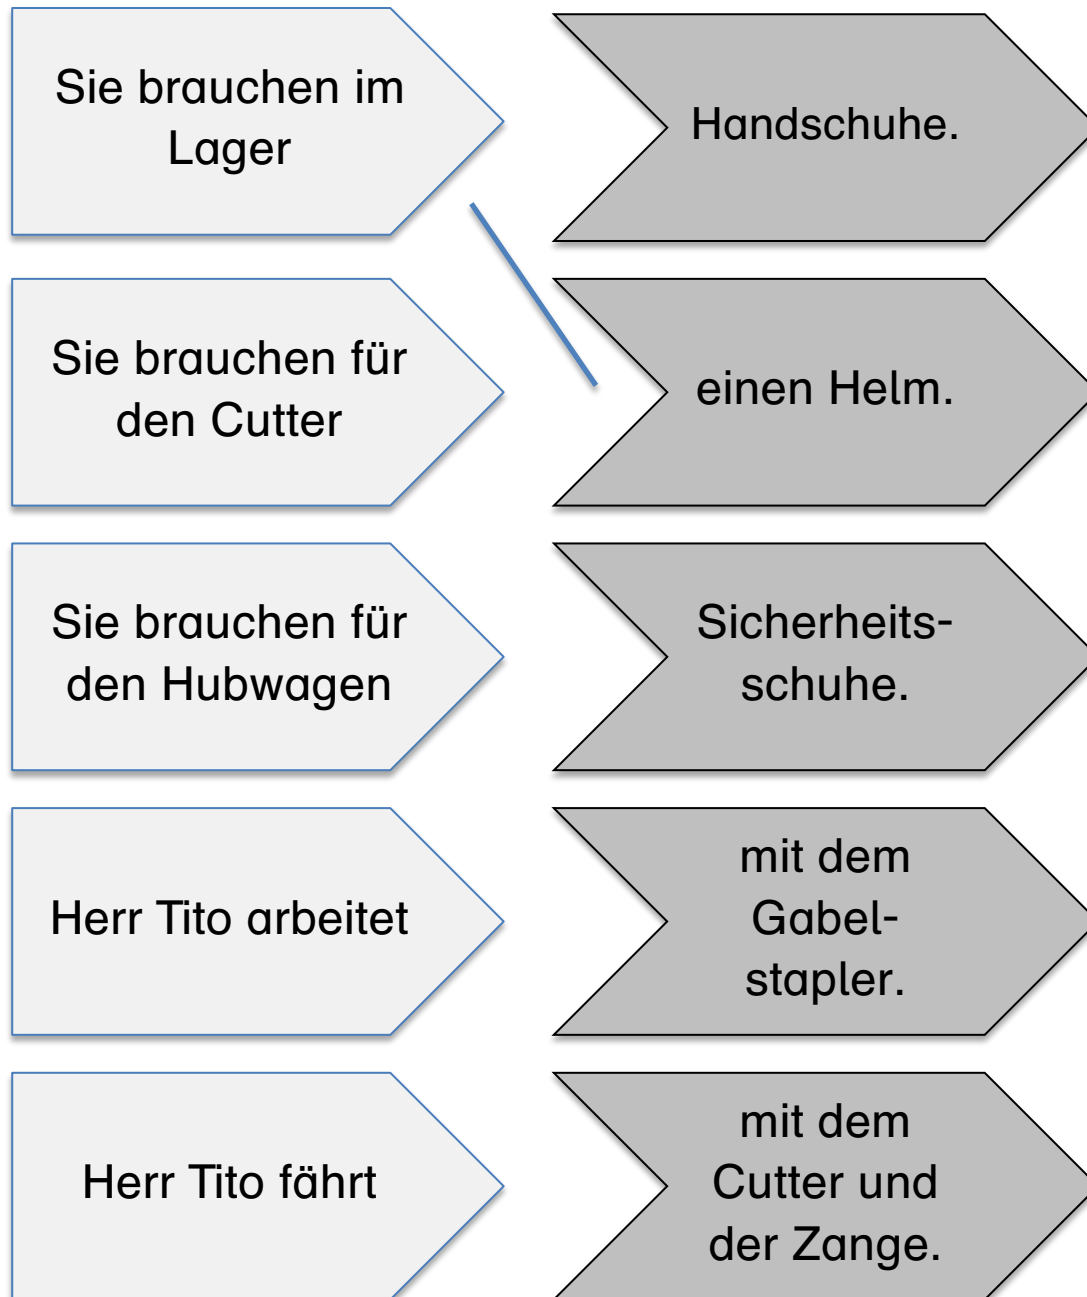 Sie brauchen im
Lager
Handschuhe.
Sie brauchen für
den Cutter
einen Helm.
Sie brauchen für
den Hubwagen
Sicherheits-
schuhe.
Herr Tito arbeitet
mit dem
Gabel-
stapler.
Herr Tito fährt
mit dem
Cutter und
der Zange.